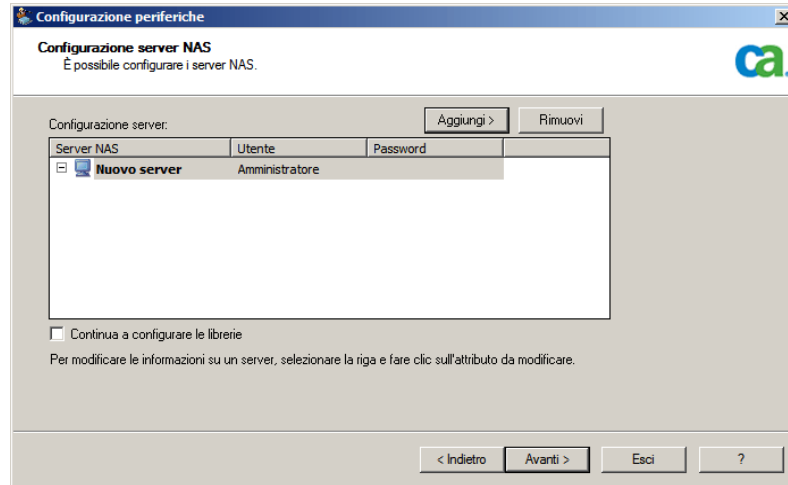 Configurazione periferiche
Configurazione server NAS
È possibile configurare i server NAS.
ca.
Configurazione server:
Aggiungi > Rimuovi
Server NAS Utente Password
Nuovo server Amministratore
Continua a configurare le librerie
Per modificare le informazioni su un server, selezionare la riga e fare clic sull'attributo da modificare.
< Indietro Avanti > Esci ?